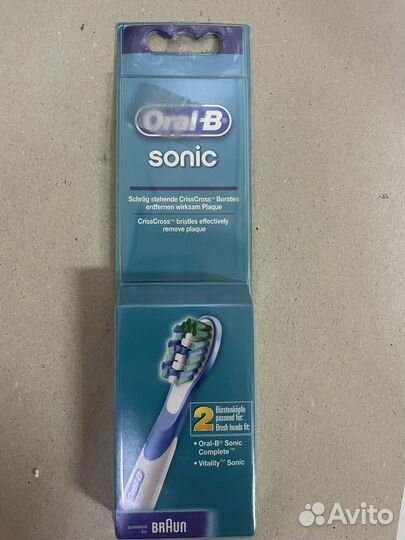 Oral-B
sonic
Schräg stehende CrissCross™ Borsten
entfernen wirksam Plaque
CrissCross™ bristles effectively
remove plaque
2 Bürstenköpfe
passend für:
Brush heads fit:
• Oral-B® Sonic
Complete™
• Vitality™ Sonic
Oral-B
powered
by BRAUN
Avito